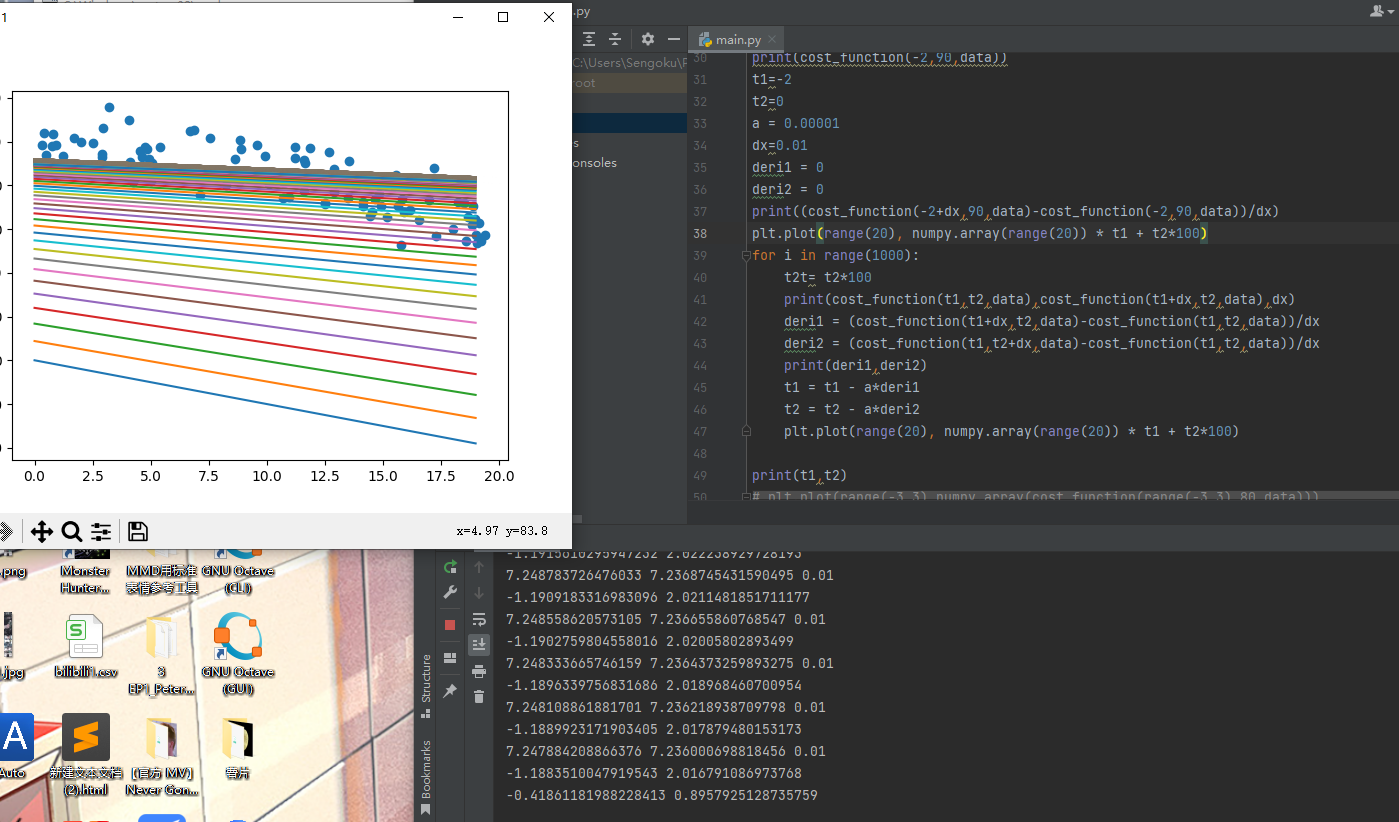 1
.py
main.py
C:\Users\Sengoku\P
root
s
onsoles
30 print(cost_function(-2,90,data))
31 t1=-2
32 t2=0
33 a = 0.00001
34 dx=0.01
35 deri1 = 0
36 deri2 = 0
37 print((cost_function(-2+dx,90,data)-cost_function(-2,90,data))/dx)
38 plt.plot(range(20), numpy.array(range(20)) * t1 + t2*100)
39 for i in range(1000):
40 t2t= t2*100
41 print(cost_function(t1,t2,data),cost_function(t1+dx,t2,data),dx)
42 deri1 = (cost_function(t1+dx,t2,data)-cost_function(t1,t2,data))/dx
43 deri2 = (cost_function(t1,t2+dx,data)-cost_function(t1,t2,data))/dx
44 print(deri1,deri2)
45 t1 = t1 - a*deri1
46 t2 = t2 - a*deri2
47 plt.plot(range(20), numpy.array(range(20)) * t1 + t2*100)
48
49 print(t1,t2)
50 # plt.plot(range(-3,3),numpy.array(cost_function(range(-3,3),80,data)))
0.0 2.5 5.0 7.5 10.0 12.5 15.0 17.5 20.0
x=4.97 y=83.8
-1.1915610295947232 2.022238929728193
7.248783726476033 7.2368745431590495 0.01
-1.1909183316983096 2.0211481851711177
7.248558620573105 7.236655860768547 0.01
-1.1902759804558016 2.02005802893499
7.248333665746159 7.2364373259893275 0.01
-1.1896339756831686 2.018968460700954
7.248108861881701 7.236218938709798 0.01
-1.1889923171903405 2.017879480153173
7.247884208866376 7.236000698818456 0.01
-1.1883510047919543 2.016791086973768
-0.41861181988228413 0.8957925128735759
Structure
Bookmarks
.png
Monster
Hunter...
MMD用标准
表情参考工具
GNU Octave
(CLI)
.jpg
bilibili1.csv
3
EP1_Peter...
GNU Octave
(GUI)
Auto
新建文本文档
(2).html
[(官方 MV)]
Never Gon...